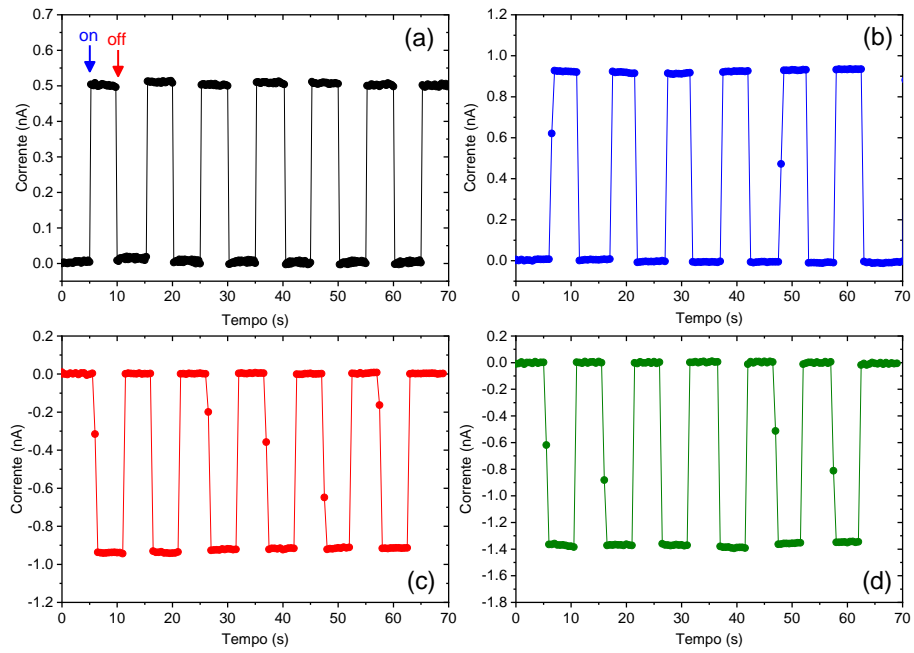 on
off
(a)
0.7
0.6
0.5
0.4
0.3
0.2
0.1
0.0
Corrente (nA)
0 10 20 30 40 50 60 70
Tempo (s)
(b)
1.2
1.0
0.8
0.6
0.4
0.2
0.0
Corrente (nA)
0 10 20 30 40 50 60 70
Tempo (s)
0.2
0.0
-0.2
-0.4
-0.6
-0.8
-1.0
-1.2
Corrente (nA)
(c)
0 10 20 30 40 50 60 70
Tempo (s)
0.2
0.0
-0.2
-0.4
-0.6
-0.8
-1.0
-1.2
-1.4
-1.6
-1.8
Corrente (nA)
(d)
0 10 20 30 40 50 60 70
Tempo (s)